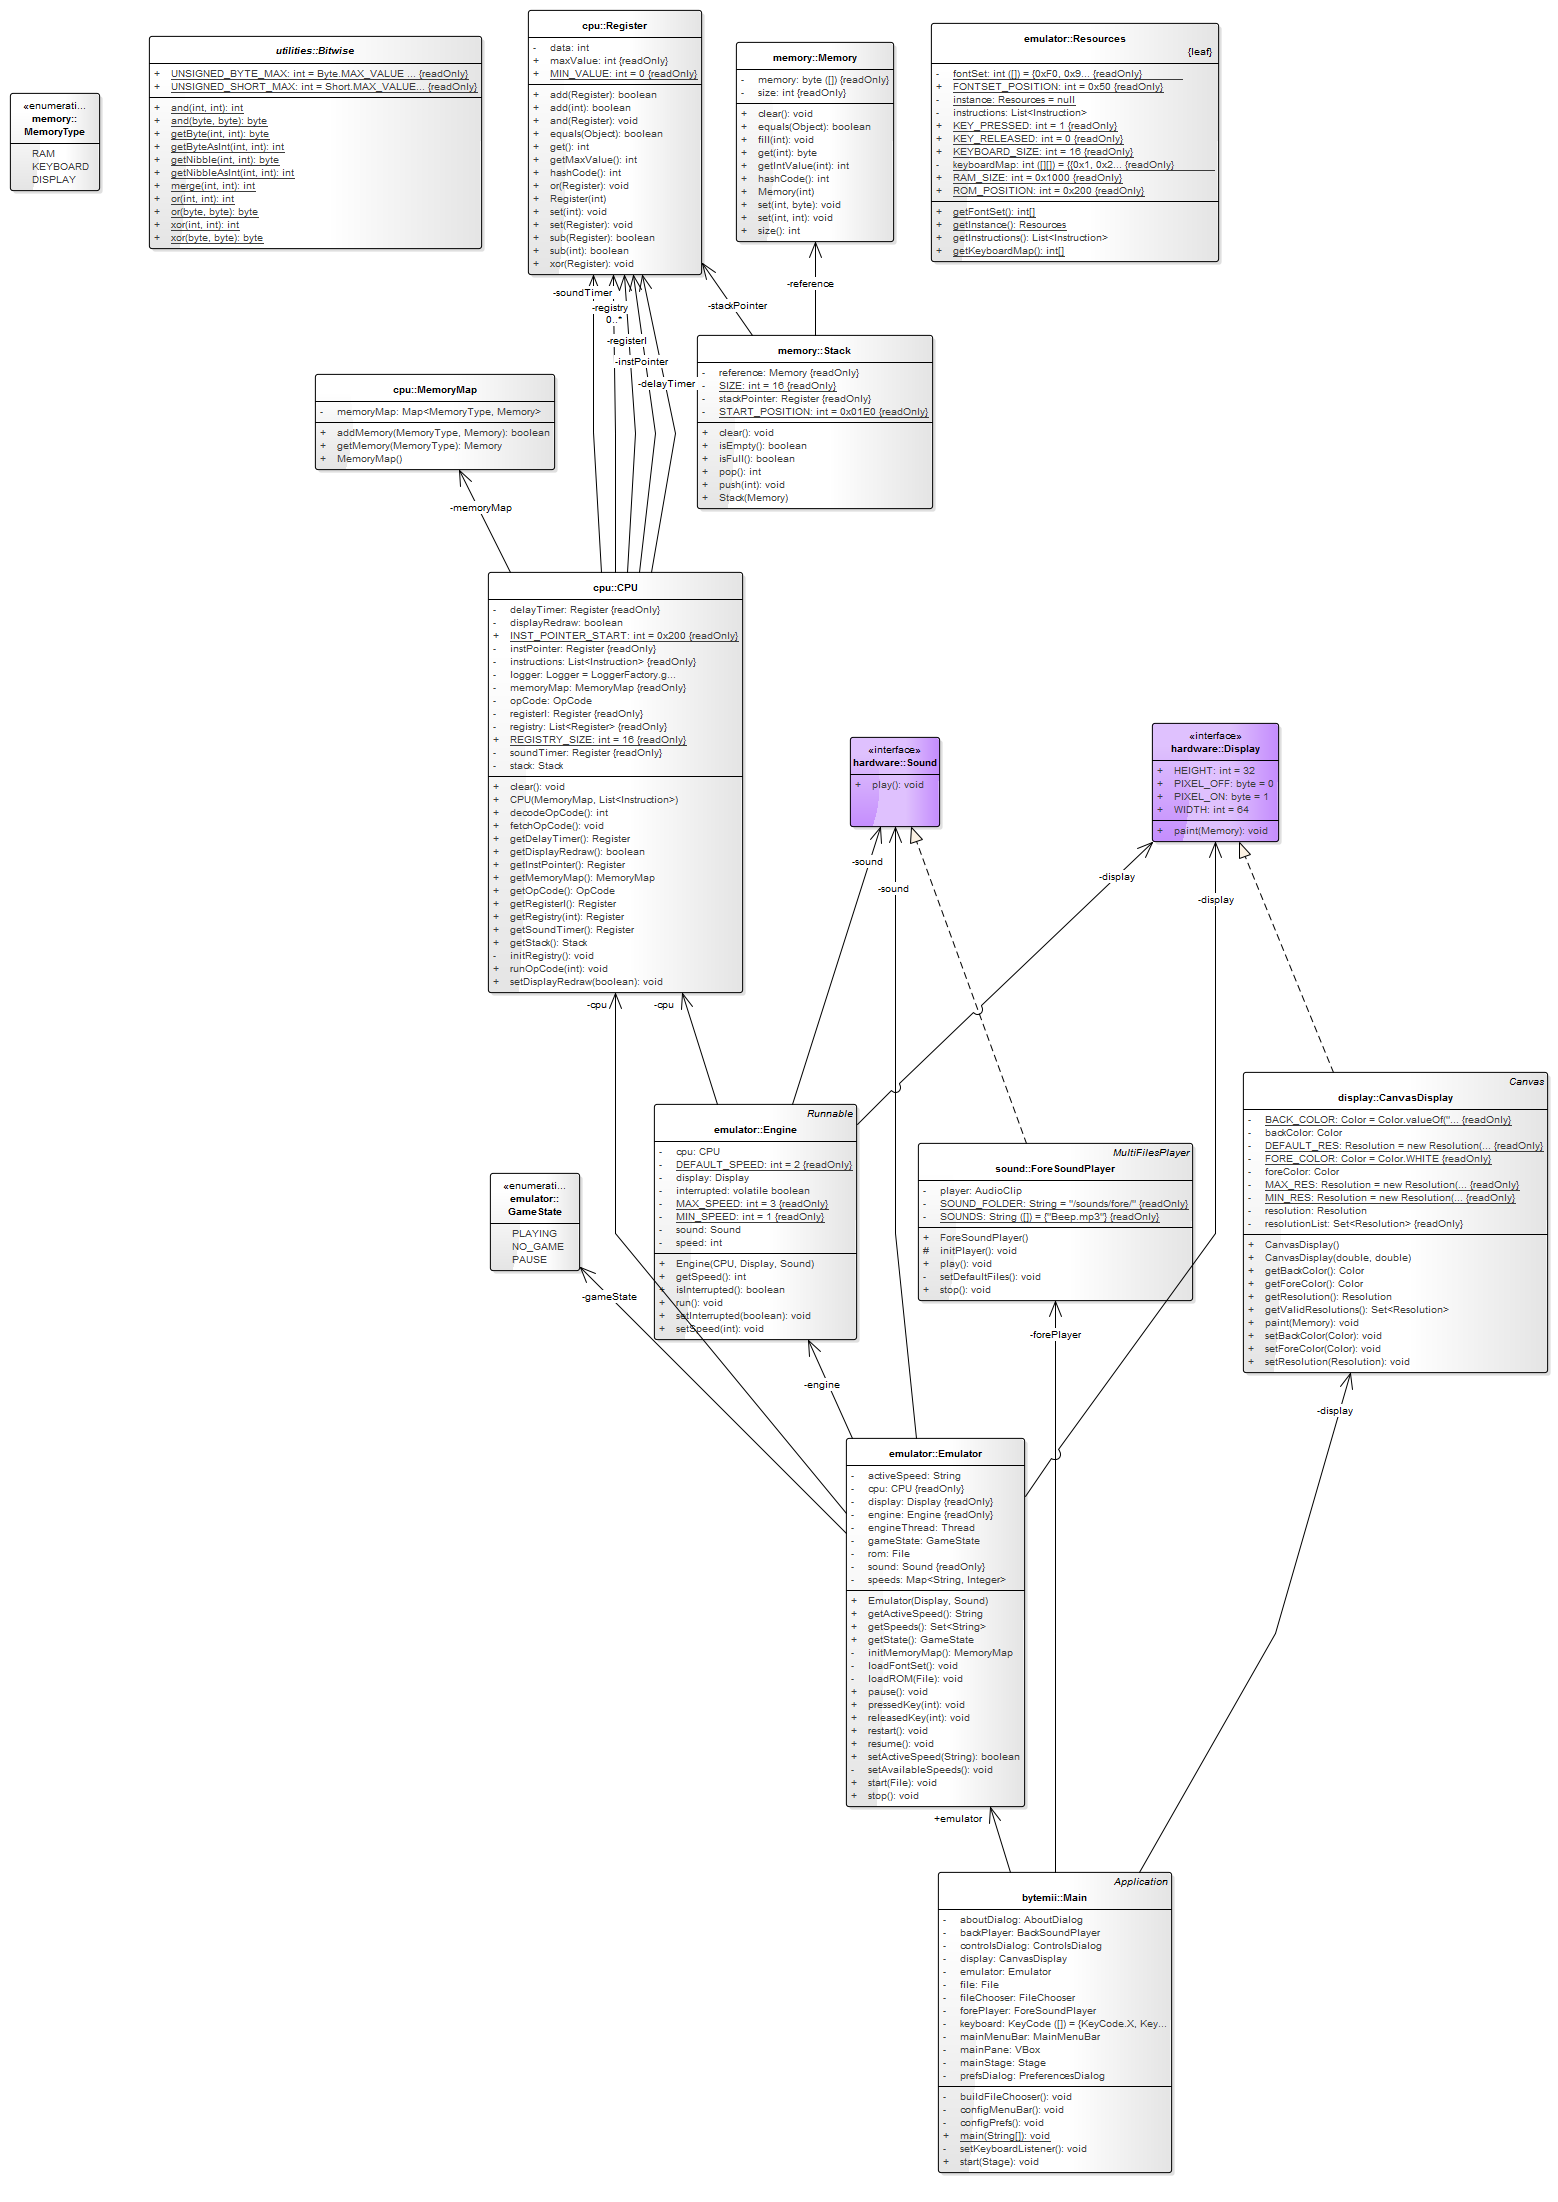 «enumerati...
memory::
MemoryType
RAM
KEYBOARD
DISPLAY
utilities::Bitwise
+ UNSIGNED_BYTE_MAX: int = Byte.MAX_VALUE ... {readOnly}
+ UNSIGNED_SHORT_MAX: int = Short.MAX_VALUE... {readOnly}
+ and(int, int): int
+ and(byte, byte): byte
+ getByte(int, int): byte
+ getByteAsInt(int, int): int
+ getNibble(int, int): byte
+ getNibbleAsInt(int, int): int
+ merge(int, int): int
+ or(int, int): int
+ or(byte, byte): byte
+ xor(int, int): int
+ xor(byte, byte): byte
cpu::Register
- data: int
- maxValue: int {readOnly}
+ MIN_VALUE: int = 0 {readOnly}
+ add(Register): boolean
+ add(int): boolean
+ and(Register): void
+ equals(Object): boolean
+ get(): int
+ getMaxValue(): int
+ hashCode(): int
+ or(Register): void
+ Register(int)
+ set(int): void
+ set(Register): void
+ sub(Register): boolean
+ sub(int): boolean
+ xor(Register): void
memory::Memory
- memory: byte ([]) {readOnly}
- size: int {readOnly}
+ clear(): void
+ equals(Object): boolean
+ fill(int): void
+ get(int): byte
+ getIntValue(int): int
+ hashCode(): int
+ Memory(int)
+ set(int, byte): void
+ set(int, int): void
+ size(): int
emulator::Resources
{leaf}
- fontSet: int ([]) = {0xF0, 0x9... {readOnly}
+ FONTSET_POSITION: int = 0x50 {readOnly}
- instance: Resources = null
- instructions: List<Instruction>
+ KEY_PRESSED: int = 1 {readOnly}
+ KEY_RELEASED: int = 0 {readOnly}
+ KEYBOARD_SIZE: int = 16 {readOnly}
- keyboardMap: int ([][]) = {{0x1, 0x2... {readOnly}
+ RAM_SIZE: int = 0x1000 {readOnly}
+ ROM_POSITION: int = 0x200 {readOnly}
+ getFontSet(): int[]
+ getInstance(): Resources
+ getInstructions(): List<Instruction>
+ getKeyboardMap(): int[]
-soundTimer
-registry
0..*
-registerI
-instPointer
-delayTimer
-stackPointer
-reference
memory::Stack
- reference: Memory {readOnly}
- SIZE: int = 16 {readOnly}
- stackPointer: Register {readOnly}
- START_POSITION: int = 0x01E0 {readOnly}
+ clear(): void
+ isEmpty(): boolean
+ isFull(): boolean
+ pop(): int
+ push(int): void
+ Stack(Memory)
cpu::MemoryMap
- memoryMap: Map<MemoryType, Memory>
+ addMemory(MemoryType, Memory): boolean
+ getMemory(MemoryType): Memory
+ MemoryMap()
-memoryMap
cpu::CPU
- delayTimer: Register {readOnly}
- displayRedraw: boolean
+ INST_POINTER_START: int = 0x200 {readOnly}
- instPointer: Register {readOnly}
- instructions: List<Instruction> {readOnly}
- logger: Logger = LoggerFactory.g...
- memoryMap: MemoryMap {readOnly}
- opCode: OpCode
- registerI: Register {readOnly}
- registry: List<Register> {readOnly}
+ REGISTRY_SIZE: int = 16 {readOnly}
- soundTimer: Register {readOnly}
- stack: Stack
+ clear(): void
+ CPU(MemoryMap, List<Instruction>)
+ decodeOpCode(): int
+ fetchOpCode(): void
+ getDelayTimer(): Register
+ getDisplayRedraw(): boolean
+ getInstPointer(): Register
+ getMemoryMap(): MemoryMap
+ getOpCode(): OpCode
+ getRegisterI(): Register
+ getRegistry(int): Register
+ getSoundTimer(): Register
+ getStack(): Stack
- initRegistry(): void
+ runOpCode(int): void
+ setDisplayRedraw(boolean): void
«interface»
hardware::Sound
+ play(): void
«interface»
hardware::Display
+ HEIGHT: int = 32
+ PIXEL_OFF: byte = 0
+ PIXEL_ON: byte = 1
+ WIDTH: int = 64
+ paint(Memory): void
-sound
-sound
-display
-display
-cpu
-cpu
Runnable
emulator::Engine
- cpu: CPU
- DEFAULT_SPEED: int = 2 {readOnly}
- display: Display
- interrupted: volatile boolean
- MAX_SPEED: int = 3 {readOnly}
- MIN_SPEED: int = 1 {readOnly}
- sound: Sound
- speed: int
+ Engine(CPU, Display, Sound)
+ getSpeed(): int
+ isInterrupted(): boolean
+ run(): void
+ setInterrupted(boolean): void
+ setSpeed(int): void
«enumerati...
emulator::
GameState
PLAYING
NO_GAME
PAUSE
-gameState
MultiFilesPlayer
sound::ForeSoundPlayer
- player: AudioClip
- SOUND_FOLDER: String = "/sounds/fore/" {readOnly}
- SOUNDS: String ([]) = {"Beep.mp3"} {readOnly}
+ ForeSoundPlayer()
# initPlayer(): void
+ play(): void
- setDefaultFiles(): void
+ stop(): void
-forePlayer
Canvas
display::CanvasDisplay
- BACK_COLOR: Color = Color.valueOf("... {readOnly}
- backColor: Color
- DEFAULT_RES: Resolution = new Resolution(... {readOnly}
- FORE_COLOR: Color = Color.WHITE {readOnly}
- foreColor: Color
- MAX_RES: Resolution = new Resolution(... {readOnly}
- MIN_RES: Resolution = new Resolution(... {readOnly}
- resolution: Resolution
- resolutionList: Set<Resolution> {readOnly}
+ CanvasDisplay()
+ CanvasDisplay(double, double)
+ getBackColor(): Color
+ getForeColor(): Color
+ getResolution(): Resolution
+ getValidResolutions(): Set<Resolution>
+ paint(Memory): void
+ setBackColor(Color): void
+ setForeColor(Color): void
+ setResolution(Resolution): void
-display
-engine
emulator::Emulator
- activeSpeed: String
- cpu: CPU {readOnly}
- display: Display {readOnly}
- engine: Engine {readOnly}
- engineThread: Thread
- gameState: GameState
- rom: File
- sound: Sound {readOnly}
- speeds: Map<String, Integer>
+ Emulator(Display, Sound)
+ getActiveSpeed(): String
+ getSpeeds(): Set<String>
+ getState(): GameState
- initMemoryMap(): MemoryMap
- loadFontSet(): void
- loadROM(File): void
+ pause(): void
+ pressedKey(int): void
+ releasedKey(int): void
+ restart(): void
+ resume(): void
+ setActiveSpeed(String): boolean
- setAvailableSpeeds(): void
+ start(File): void
+ stop(): void
+emulator
Application
bytemii::Main
- aboutDialog: AboutDialog
- backPlayer: BackSoundPlayer
- controlsDialog: ControlsDialog
- display: CanvasDisplay
- emulator: Emulator
- file: File
- fileChooser: FileChooser
- forePlayer: ForeSoundPlayer
- keyboard: KeyCode ([]) = {KeyCode.X, Key...
- mainMenuBar: MainMenuBar
- mainPane: VBox
- mainStage: Stage
- prefsDialog: PreferencesDialog
- buildFileChooser(): void
- configMenuBar(): void
- configPrefs(): void
+ main(String[]): void
- setKeyboardListener(): void
+ start(Stage): void